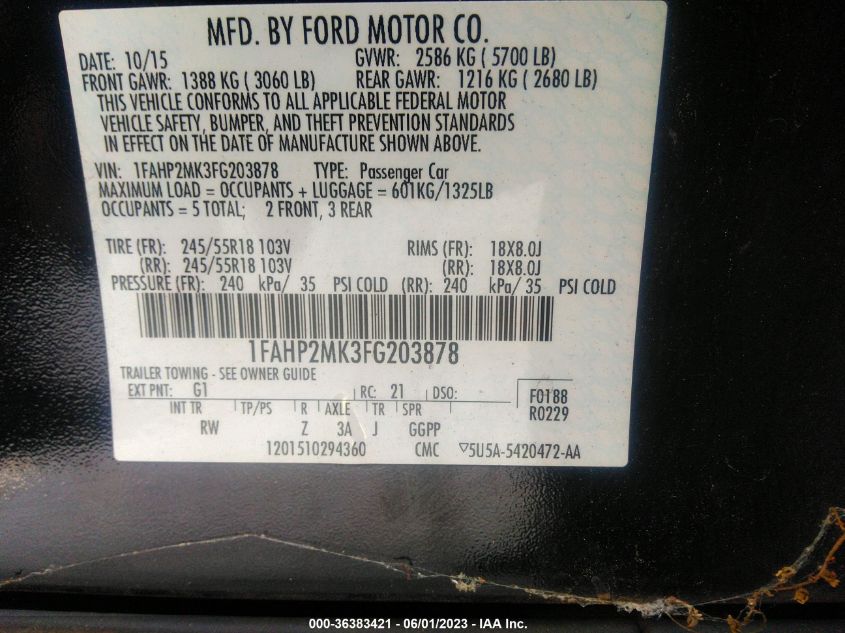 MFD. BY FORD MOTOR CO.
DATE: 10/15 GVWR: 2586 KG ( 5700 LB)
FRONT GAWR: 1388 KG ( 3060 LB) REAR GAWR: 1216 KG ( 2680 LB)
THIS VEHICLE CONFORMS TO ALL APPLICABLE FEDERAL MOTOR
VEHICLE SAFETY, BUMPER, AND THEFT PREVENTION STANDARDS
IN EFFECT ON THE DATE OF MANUFACTURE SHOWN ABOVE.
VIN: 1FAHP2MK3FG203878 TYPE: Passenger Car
MAXIMUM LOAD = OCCUPANTS + LUGGAGE = 601KG/1325LB
OCCUPANTS = 5 TOTAL; 2 FRONT, 3 REAR
TIRE (FR): 245/55R18 103V RIMS (FR): 18X8.0J
(RR): 245/55R18 103V (RR): 18X8.0J
PRESSURE (FR): 240 kPa/ 35 PSI COLD (RR): 240 kPa/ 35 PSI COLD
1FAHP2MK3FG203878
TRAILER TOWING - SEE OWNER GUIDE
EXT PNT: G1 RC: 21 DSO: F0188
INT TR TP/PS R AXLE TR SPR R0229
RW Z 3A J GGPP
1201510294360 CMC ▽5U5A-5420472-AA
000-36383421 - 06/01/2023 - IAA Inc.